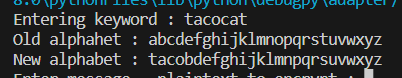 8.0\pythonFiles\lib\python\debugpy\adapter/
Entering keyword : tacocat
Old alphabet : abcdefghijklmnopqrstuvwxyz
New alphabet : tacobdefghijklmnpqrsuvwxyz
Enter message - plaintext to encrypt :